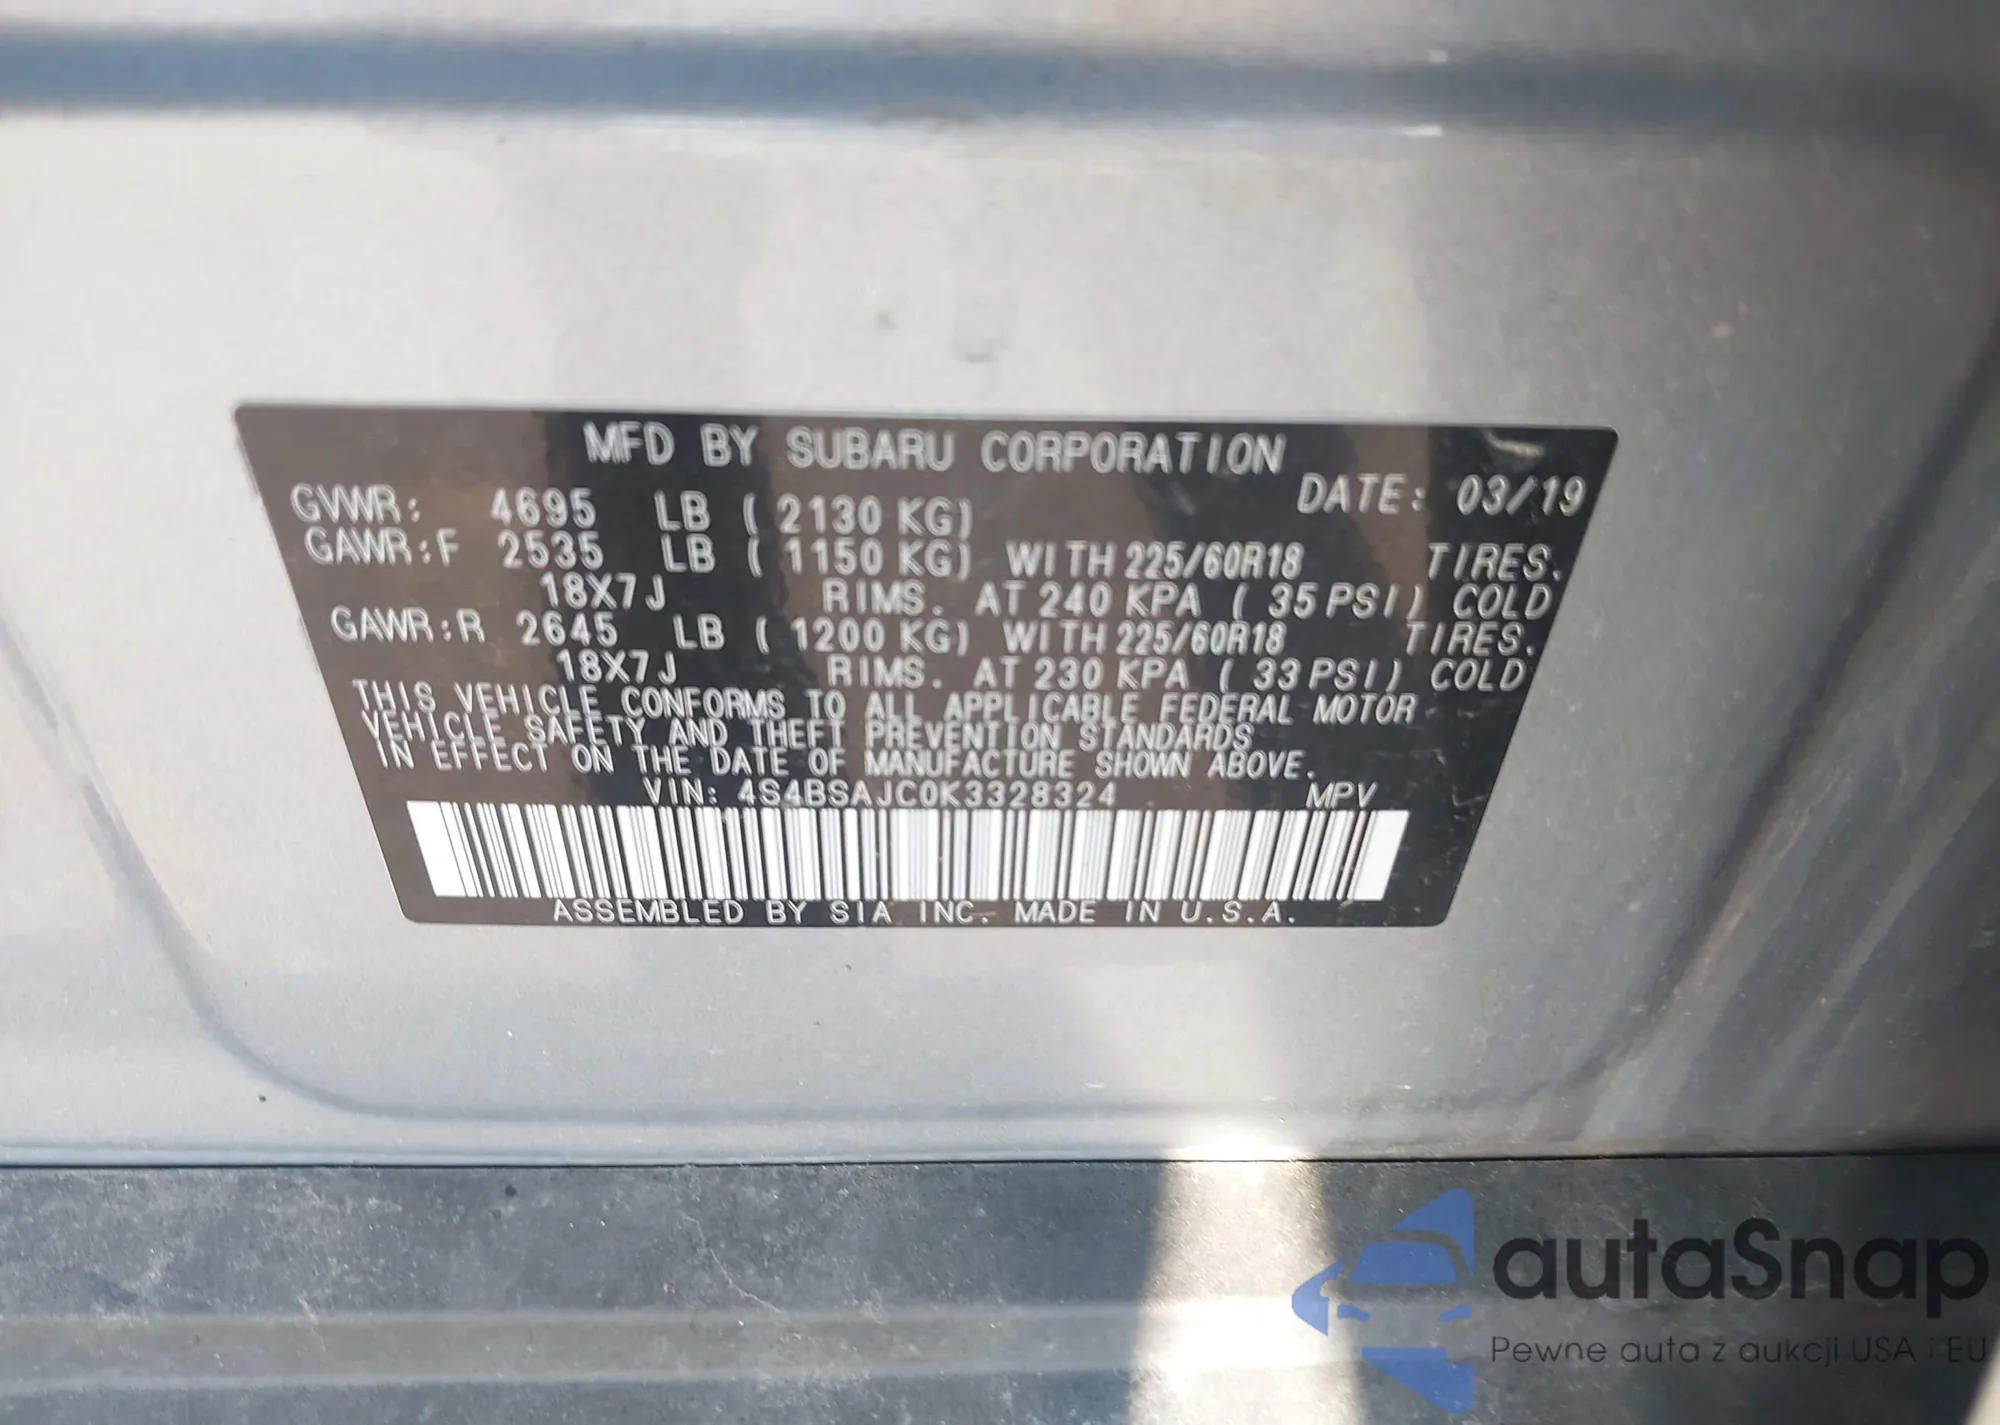 MFD BY SUBARU CORPORATION
DATE: 03/19
GVWR: 4695 LB ( 2130 KG)
GAWR:F 2535 LB ( 1150 KG) WITH 225/60R18 TIRES.
18X7J RIMS. AT 240 KPA ( 35 PSI) COLD
GAWR:R 2645 LB ( 1200 KG) WITH 225/60R18 TIRES.
18X7J RIMS. AT 230 KPA ( 33 PSI) COLD
THIS VEHICLE CONFORMS TO ALL APPLICABLE FEDERAL MOTOR
VEHICLE SAFETY AND THEFT PREVENTION STANDARDS
IN EFFECT ON THE DATE OF MANUFACTURE SHOWN ABOVE.
VIN: 4S4BSAJC0K3328324 MPV
ASSEMBLED BY SIA INC. MADE IN U.S.A.
autaSnap
Pewne auta z aukcji USA i EU